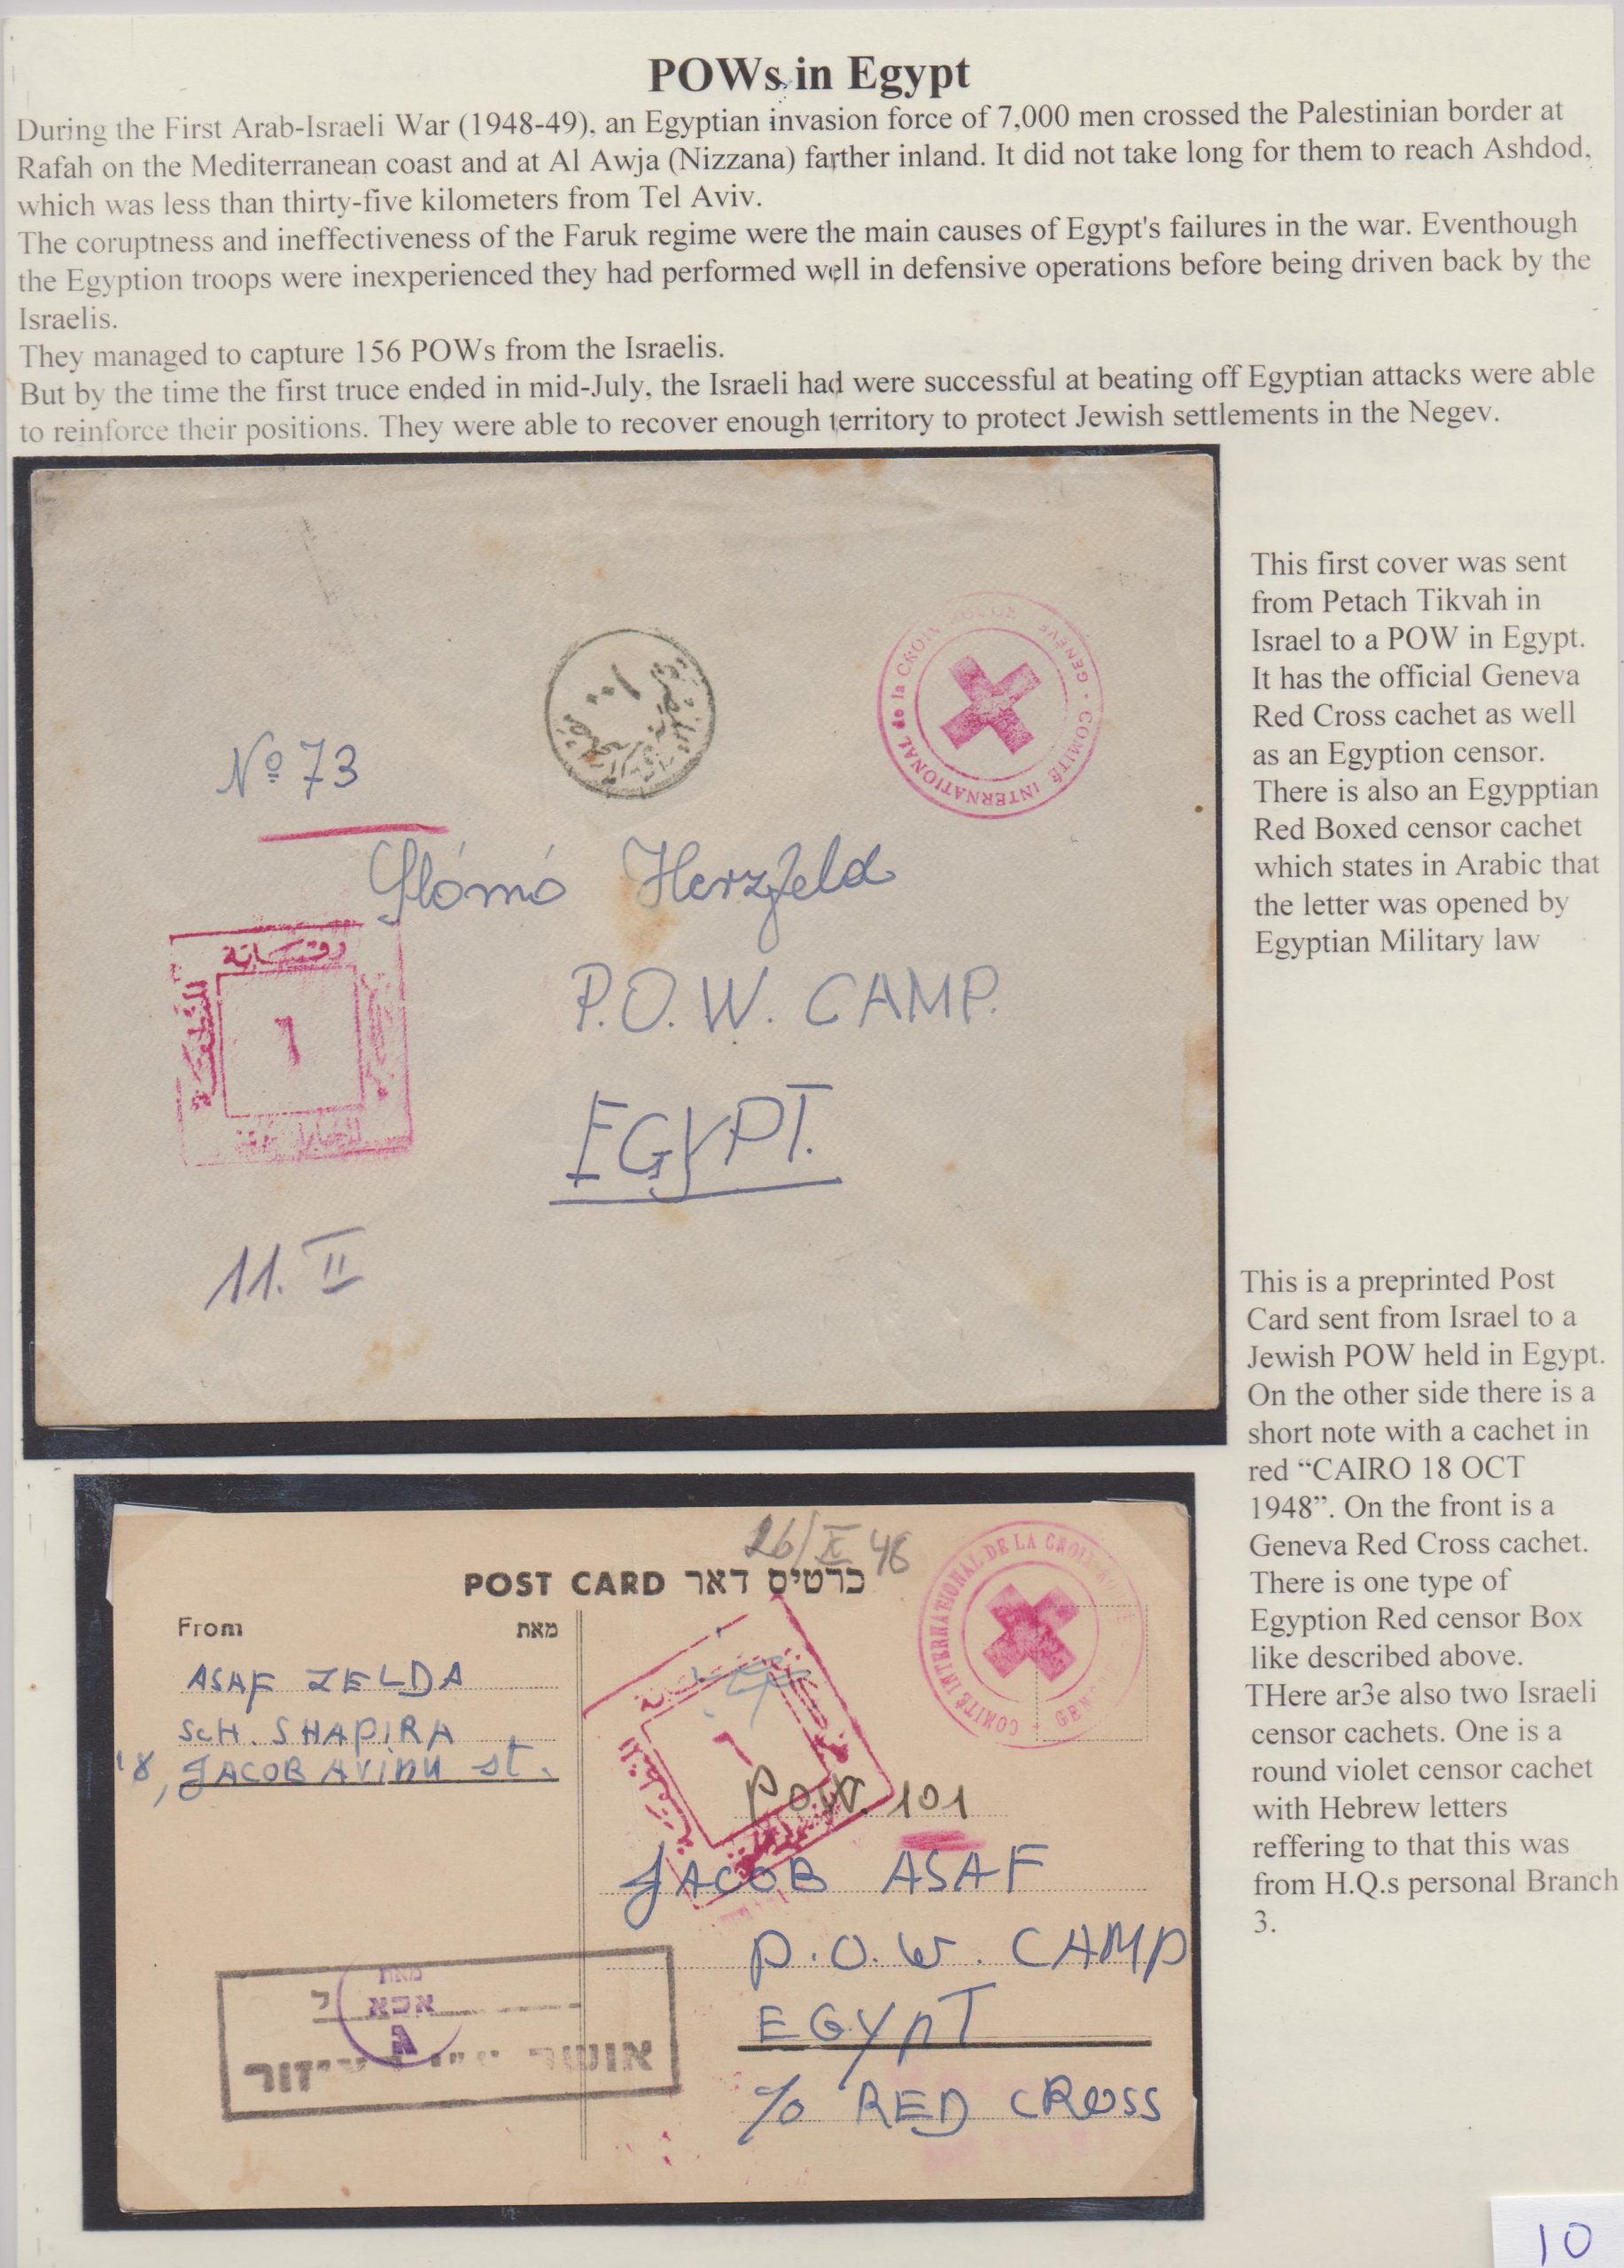 POWs in Egypt
During the First Arab-Israeli War (1948-49), an Egyptian invasion force of 7,000 men crossed the Palestinian border at
Rafah on the Mediterranean coast and at Al Awja (Nizzana) farther inland. It did not take long for them to reach Ashdod,
which was less than thirty-five kilometers from Tel Aviv.
The coruptness and ineffectiveness of the Faruk regime were the main causes of Egypt's failures in the war. Eventhough
the Egyption troops were inexperienced they had performed well in defensive operations before being driven back by the
Israelis.
They managed to capture 156 POWs from the Israelis.
But by the time the first truce ended in mid-July, the Israeli had were successful at beating off Egyptian attacks were able
to reinforce their positions. They were able to recover enough territory to protect Jewish settlements in the Negev.
COMITÉ INTERNATIONAL de la CROIX ROUGE - GENÈVE -
Nº 73
Slómó Herzfeld
P.O.W. CAMP.
EGYPT.
11. II
This first cover was sent
from Petach Tikvah in
Israel to a POW in Egypt.
It has the official Geneva
Red Cross cachet as well
as an Egyption censor.
There is also an Egypptian
Red Boxed censor cachet
which states in Arabic that
the letter was opened by
Egyptian Military law
This is a preprinted Post
Card sent from Israel to a
Jewish POW held in Egypt.
On the other side there is a
short note with a cachet in
red “CAIRO 18 OCT
1948”. On the front is a
Geneva Red Cross cachet.
There is one type of
Egyption Red censor Box
like described above.
THere ar3e also two Israeli
censor cachets. One is a
round violet censor cachet
with Hebrew letters
reffering to that this was
from H.Q.s personal Branch
3.
26/X 48
POST CARD כרטיס דאר
COMITÉ INTERNATIONAL DE LA CROIX-ROUGE
From מאת
ASAF ZELDA
ScH. SHAPIRA
18, JACOB AVINU st.
POW. 101
JACOB ASAF
P.O.W. CAMP
EGYPT
% RED CROSS
מאת
אכא
אושר
10